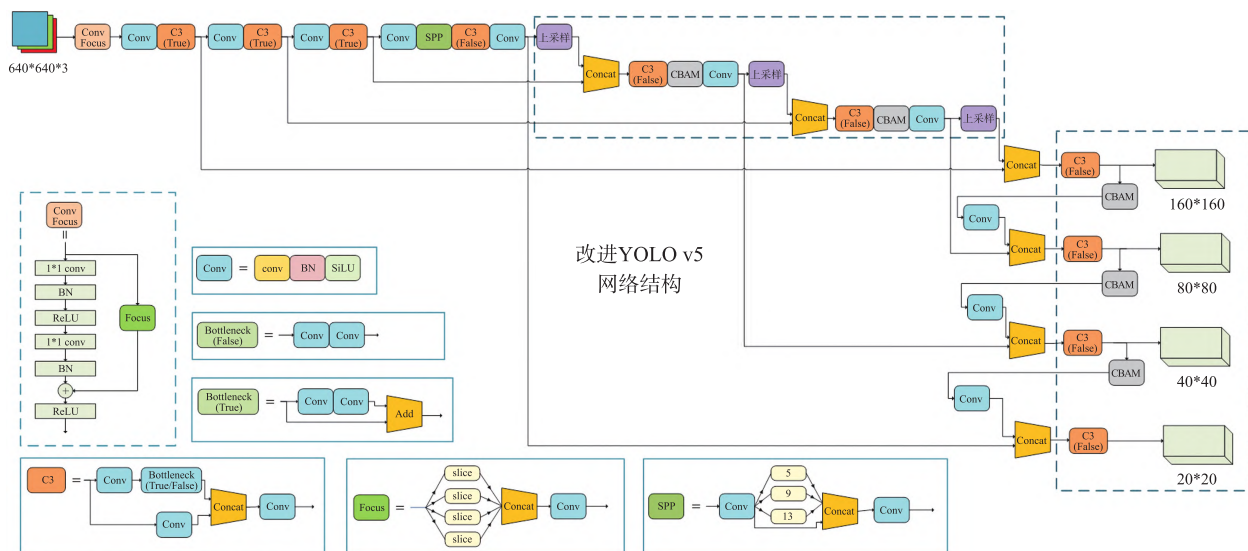 640*640*3
Conv
Focus
Conv
C3
(True)
Conv
C3
(True)
Conv
C3
(True)
Conv
SPP
C3
(False)
Conv
上采样
Concat
C3
(False)
CBAM
Conv
上采样
Concat
C3
(False)
CBAM
Conv
上采样
Concat
C3
(False)
CBAM
160*160
Conv
Concat
C3
(False)
CBAM
80*80
Conv
Concat
C3
(False)
CBAM
40*40
Conv
Concat
C3
(False)
20*20
改进YOLO v5
网络结构
Conv
Focus
=
1*1 conv
BN
ReLU
1*1 conv
BN
+
ReLU
Focus
Conv = conv BN SiLU
Bottleneck
(False)
= Conv Conv
Bottleneck
(True)
= Conv Conv Add
C3 = Conv
Bottleneck
(True/False)
Conv
Concat
Conv
Focus =
slice
slice
slice
slice
Concat
Conv
SPP = Conv
5
9
13
Concat
Conv